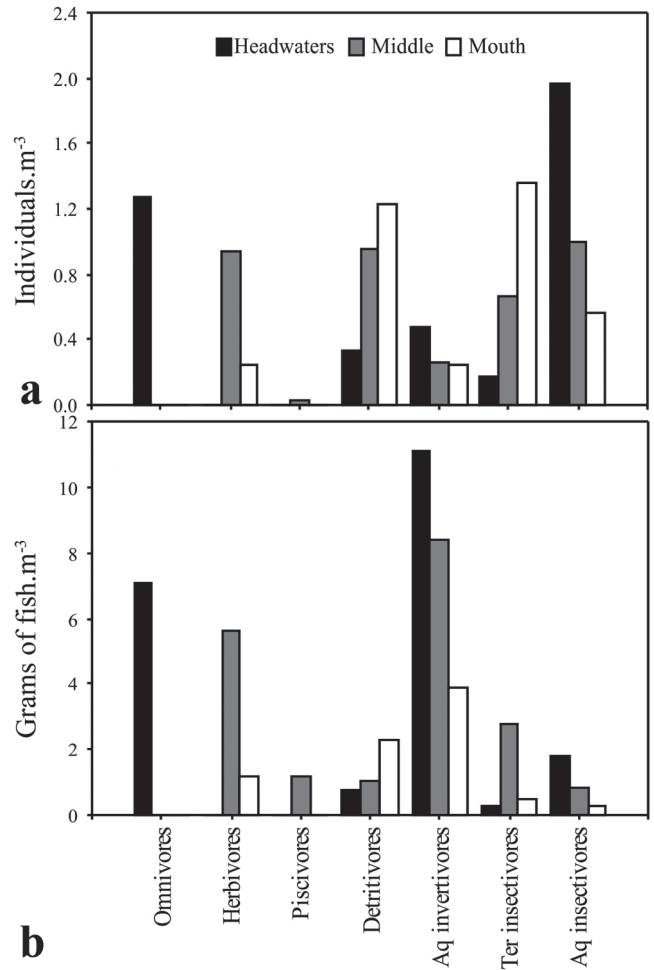 2.4
Headwaters Middle Mouth
2.0
1.6
1.2
0.8
0.4
0.0
Individuals.m⁻³
a
12
10
8
6
4
2
0
Grams of fish.m⁻³
Omnivores
Herbivores
Piscivores
Detritivores
Aq invertivores
Ter insectivores
Aq insectivores
b